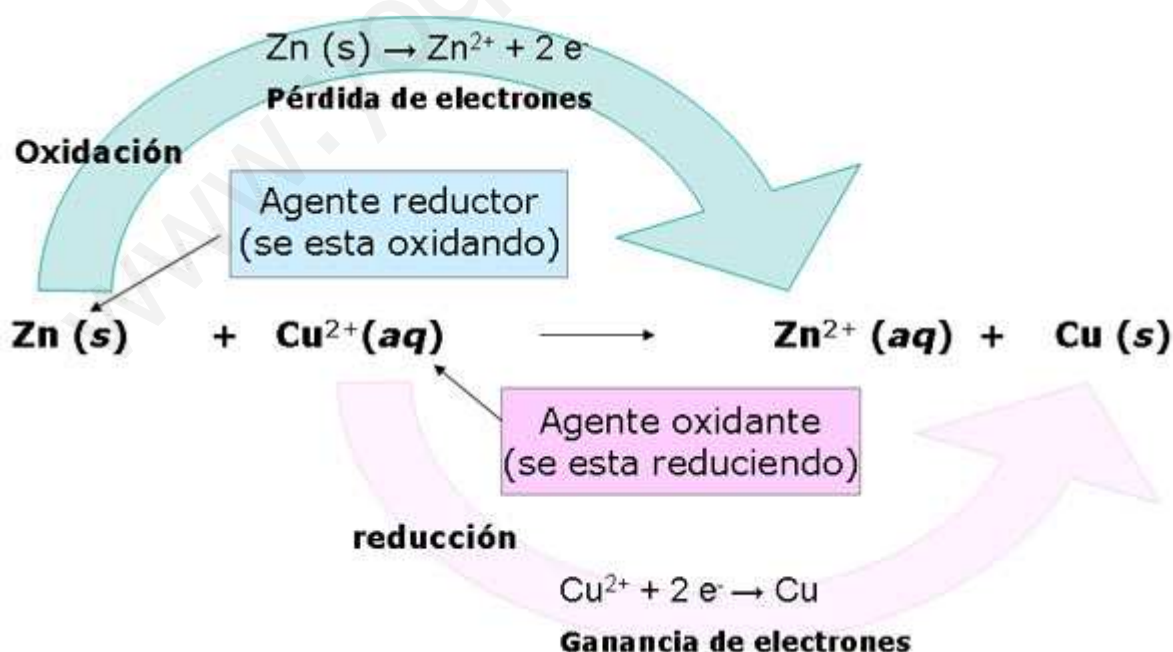 Zn (s) → Zn²⁺ + 2 e⁻
Pérdida de electrones
Oxidación
Agente reductor
(se esta oxidando)
Zn (s) + Cu²⁺(aq) → Zn²⁺ (aq) + Cu (s)
Agente oxidante
(se esta reduciendo)
reducción
Cu²⁺ + 2 e⁻ → Cu
Ganancia de electrones